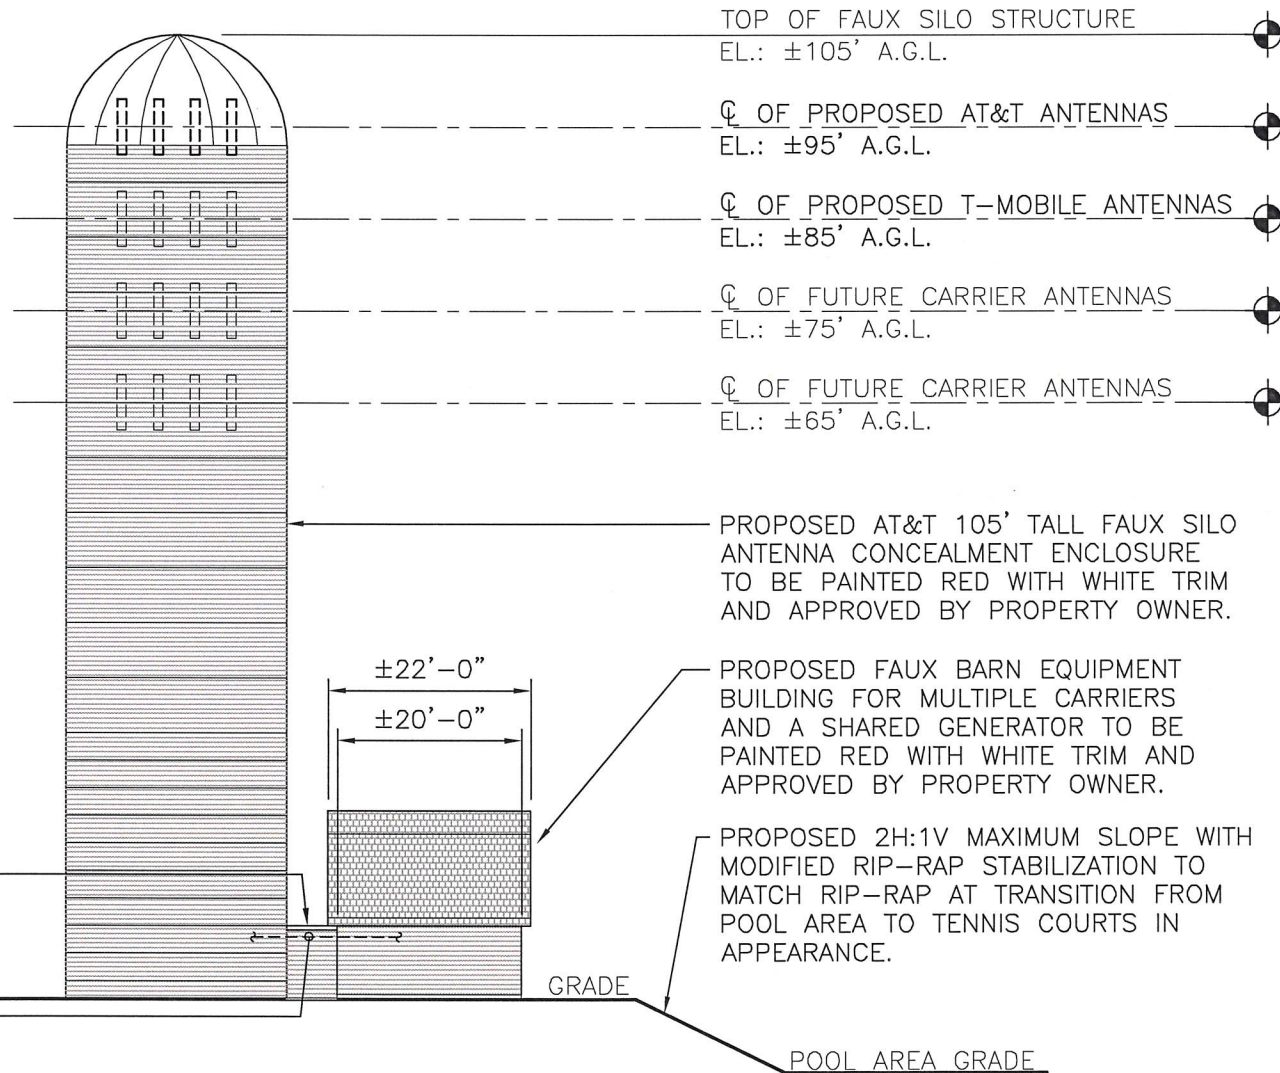 TOP OF FAUX SILO STRUCTURE
EL.: ±105' A.G.L.
℄ OF PROPOSED AT&T ANTENNAS
EL.: ±95' A.G.L.
℄ OF PROPOSED T-MOBILE ANTENNAS
EL.: ±85' A.G.L.
℄ OF FUTURE CARRIER ANTENNAS
EL.: ±75' A.G.L.
℄ OF FUTURE CARRIER ANTENNAS
EL.: ±65' A.G.L.
PROPOSED AT&T 105' TALL FAUX SILO
ANTENNA CONCEALMENT ENCLOSURE
TO BE PAINTED RED WITH WHITE TRIM
AND APPROVED BY PROPERTY OWNER.
±22'-0"
±20'-0"
PROPOSED FAUX BARN EQUIPMENT
BUILDING FOR MULTIPLE CARRIERS
AND A SHARED GENERATOR TO BE
PAINTED RED WITH WHITE TRIM AND
APPROVED BY PROPERTY OWNER.
PROPOSED 2H:1V MAXIMUM SLOPE WITH
MODIFIED RIP-RAP STABILIZATION TO
MATCH RIP-RAP AT TRANSITION FROM
POOL AREA TO TENNIS COURTS IN
APPEARANCE.
GRADE
POOL AREA GRADE